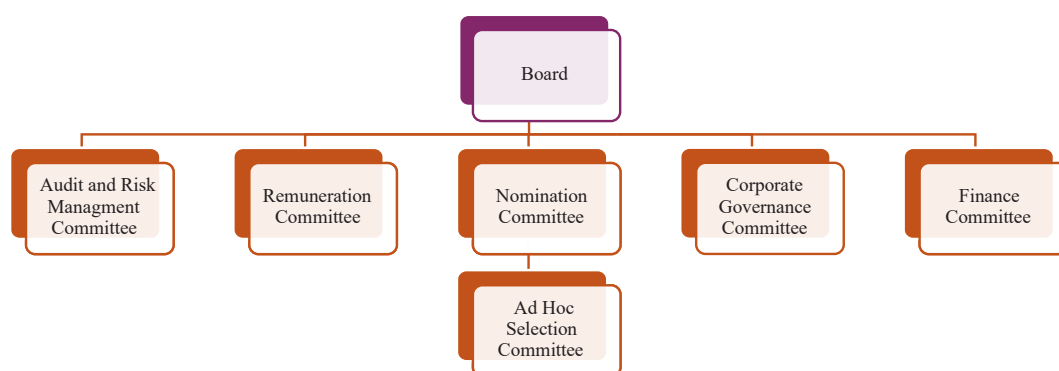 Board
Audit and Risk
Managment
Committee
Remuneration
Committee
Nomination
Committee
Corporate
Governance
Committee
Finance
Committee
Ad Hoc
Selection
Committee